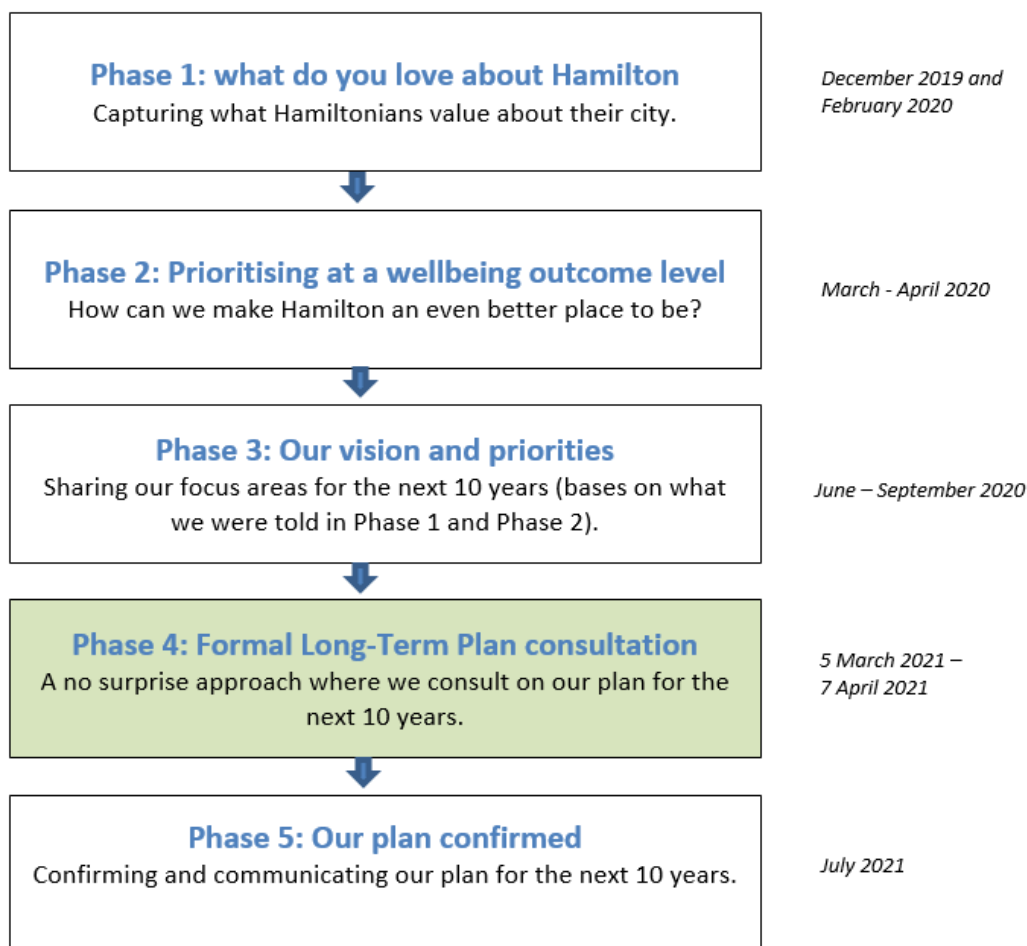 Phase 1: what do you love about Hamilton
Capturing what Hamiltonians value about their city.
December 2019 and
February 2020
Phase 2: Prioritising at a wellbeing outcome level
How can we make Hamilton an even better place to be?
March - April 2020
Phase 3: Our vision and priorities
Sharing our focus areas for the next 10 years (bases on what
we were told in Phase 1 and Phase 2).
June – September 2020
Phase 4: Formal Long-Term Plan consultation
A no surprise approach where we consult on our plan for the
next 10 years.
5 March 2021 –
7 April 2021
Phase 5: Our plan confirmed
Confirming and communicating our plan for the next 10 years.
July 2021